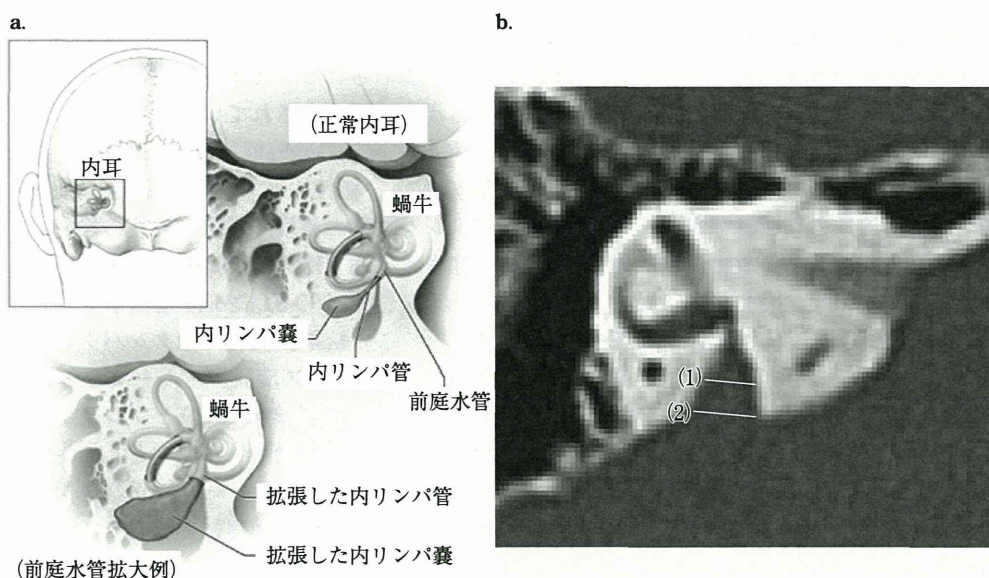 a.
内耳
(正常内耳)
蝸牛
内リンパ嚢
内リンパ管
前庭水管
蝸牛
拡張した内リンパ管
拡張した内リンパ嚢
(前庭水管拡大例)
b.
(1)
(2)